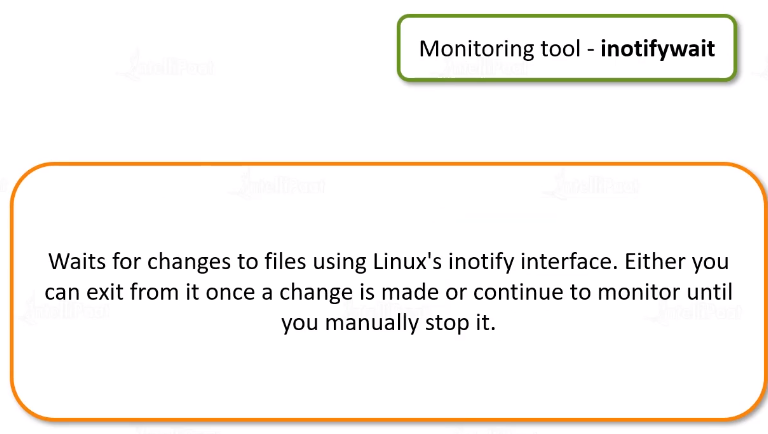 Monitoring tool - inotifywait
Waits for changes to files using Linux's inotify interface. Either you
can exit from it once a change is made or continue to monitor until
you manually stop it.